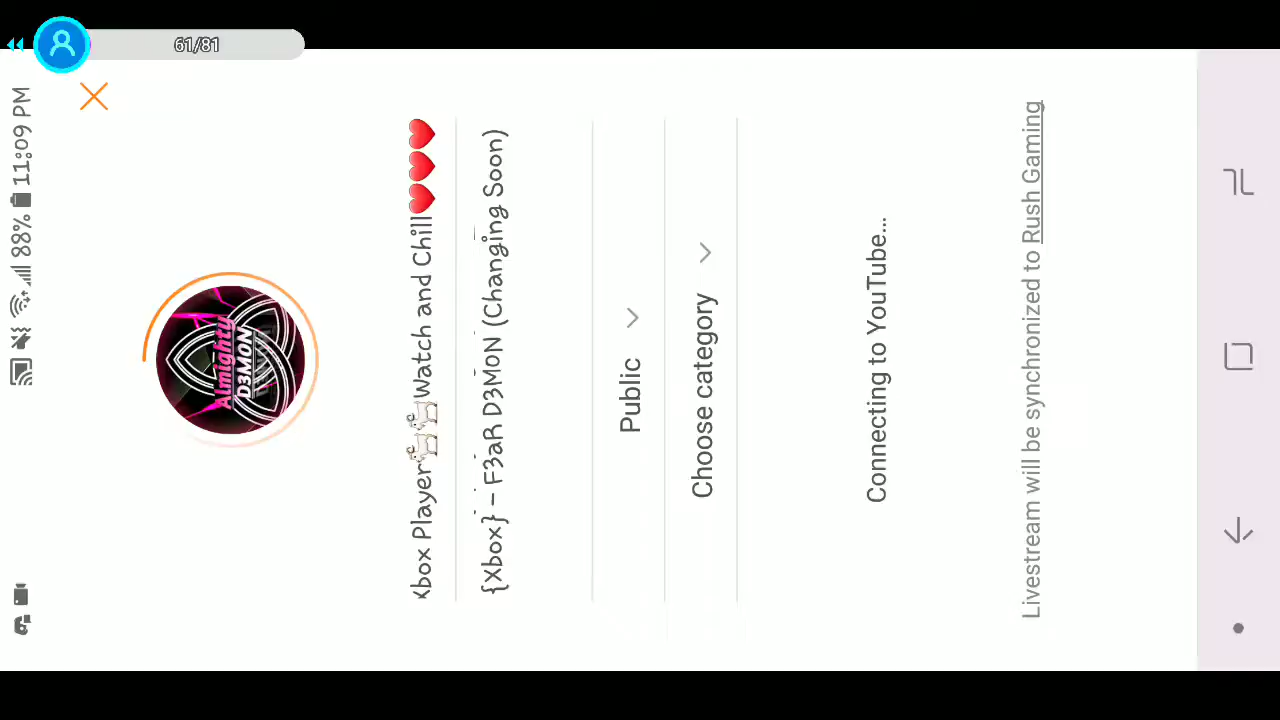 61/81
88% 11:09 PM
Almighty
D3MON
Xbox Player🐐🐐Watch and Chill❤️❤️❤️
{Xbox} - F3aR D3MON (Changing Soon)
Public
Choose category
Connecting to YouTube...
Livestream will be synchronized to Rush Gaming